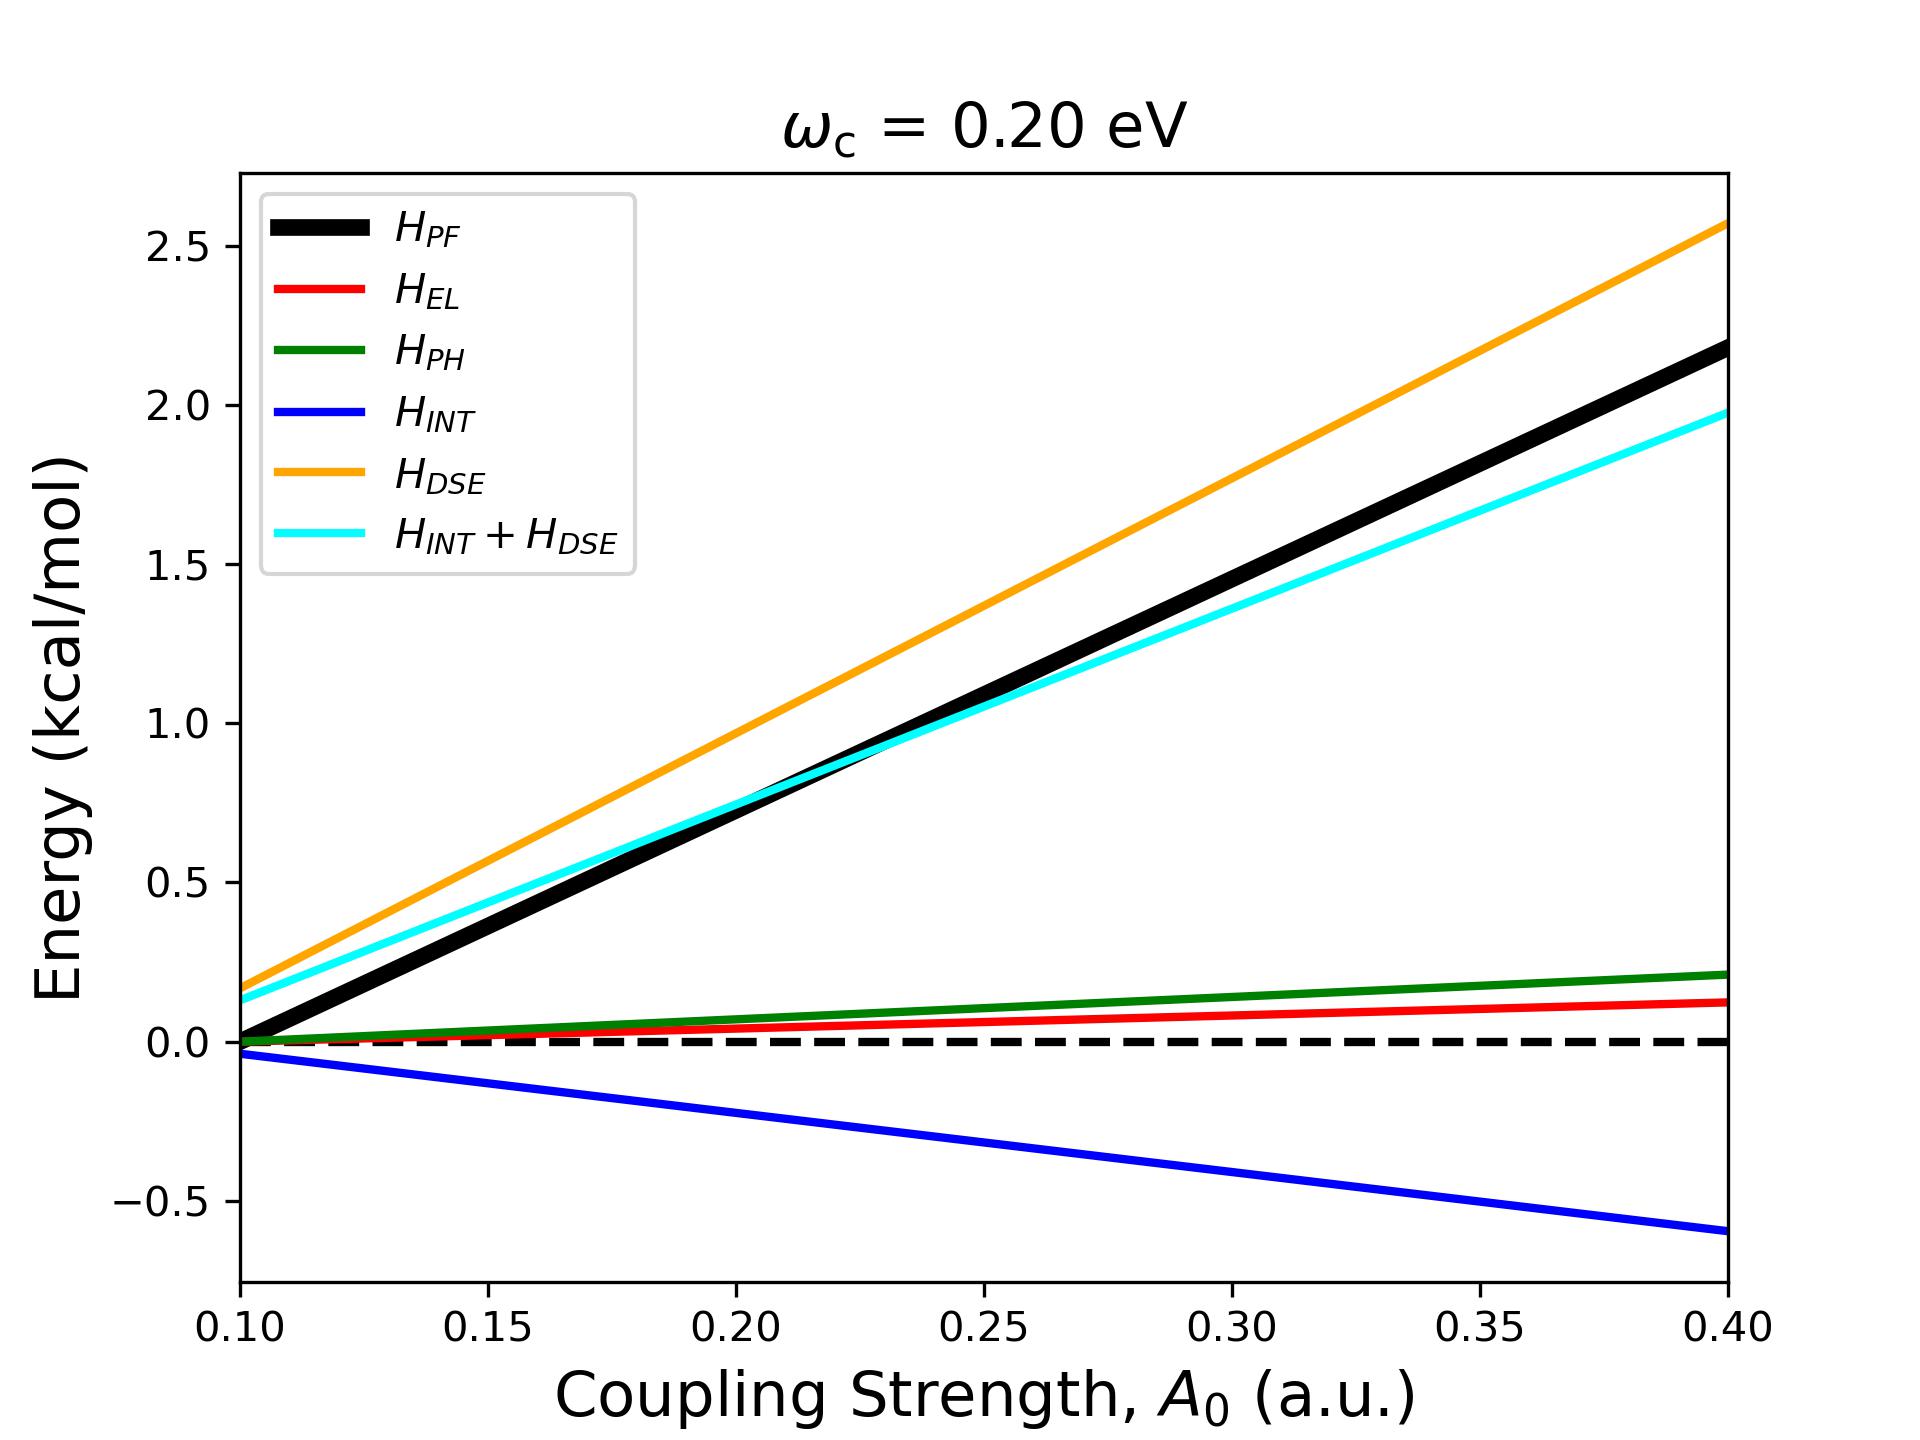 ω_c = 0.20 eV
H_PF
H_EL
H_PH
H_INT
H_DSE
H_INT + H_DSE
Energy (kcal/mol)
2.5
2.0
1.5
1.0
0.5
0.0
−0.5
0.10 0.15 0.20 0.25 0.30 0.35 0.40
Coupling Strength, A_0 (a.u.)